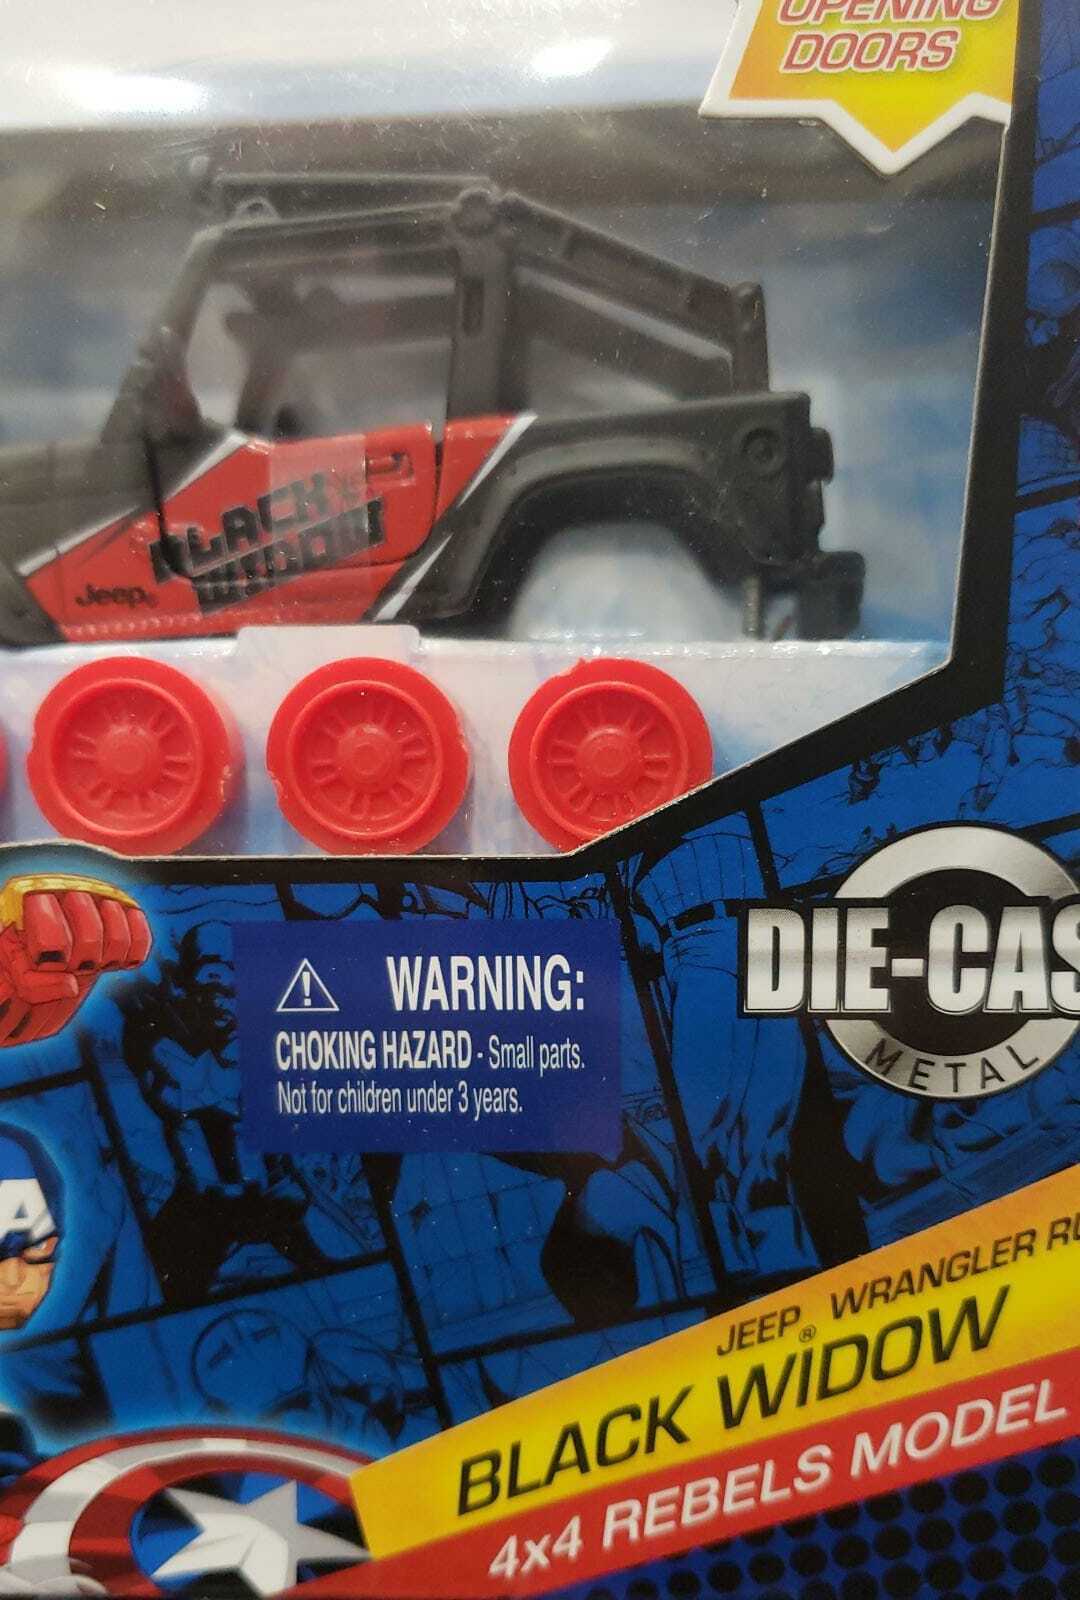 OPENING
DOORS
BLACK
WIDOW
Jeep®
WARNING:
CHOKING HAZARD - Small parts.
Not for children under 3 years.
DIE-CAS
METAL
A
JEEP® WRANGLER RU
BLACK WIDOW
4x4 REBELS MODEL